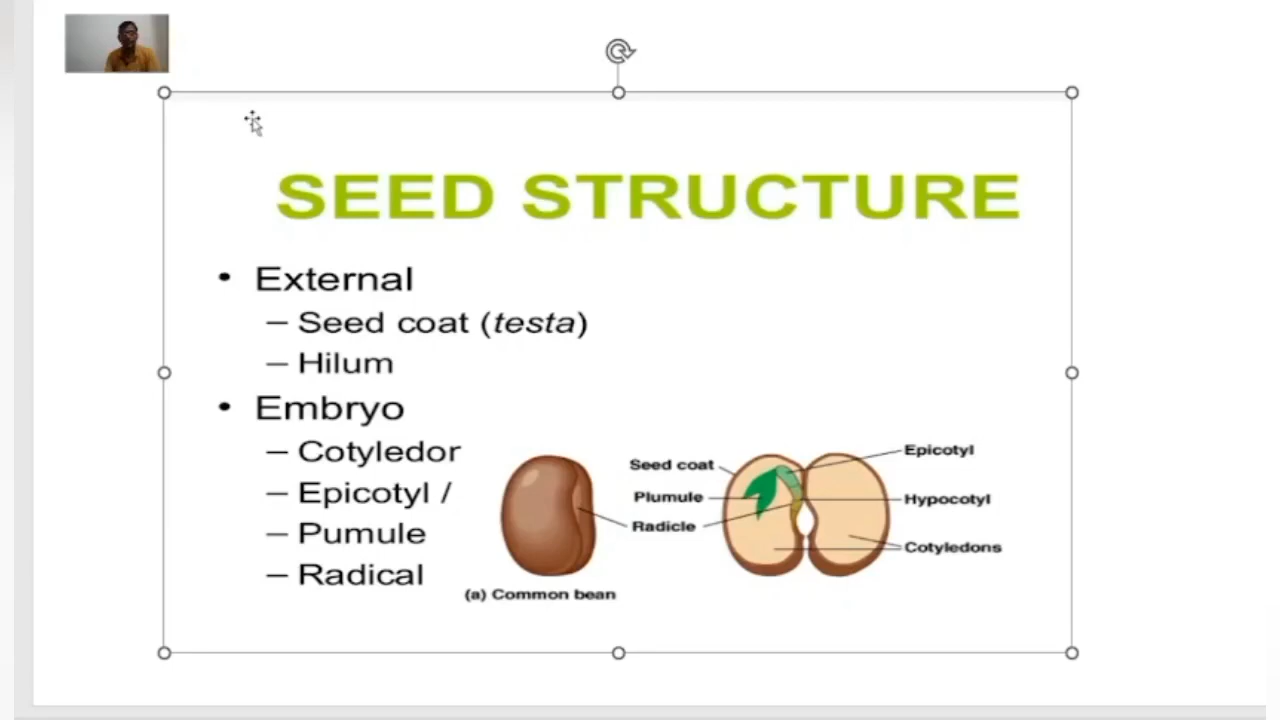 SEED STRUCTURE
• External
– Seed coat (testa)
– Hilum
• Embryo
– Cotyledor
– Epicotyl /
– Pumule
– Radical
Seed coat
Plumule
Radicle
Epicotyl
Hypocotyl
Cotyledons
(a) Common bean